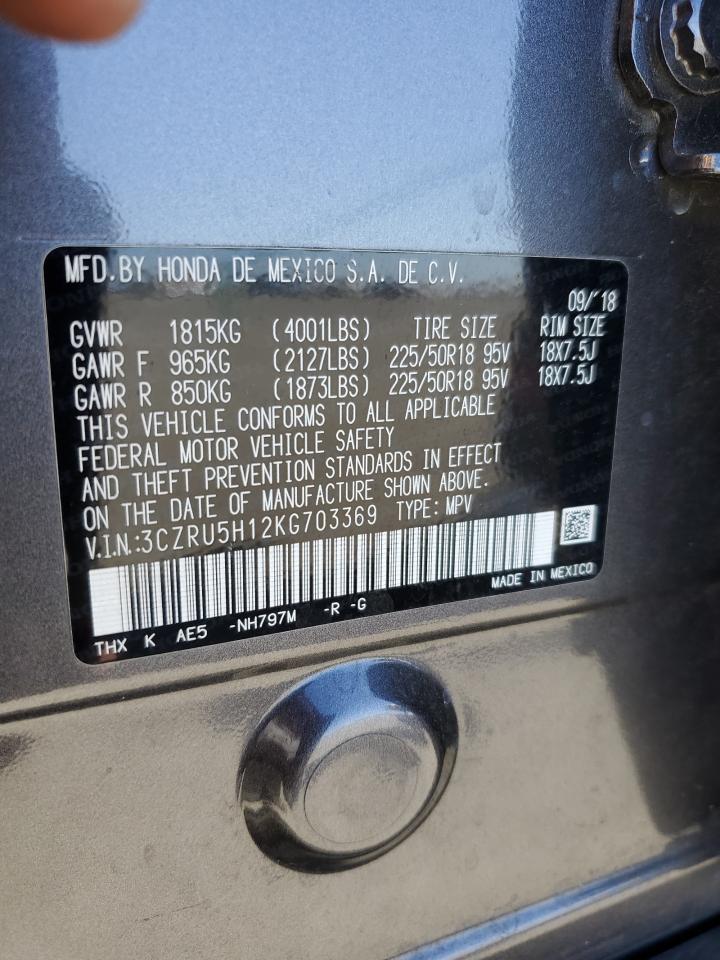 MFD.BY HONDA DE MEXICO S.A. DE C.V.
09/'18
GVWR 1815KG (4001LBS) TIRE SIZE RIM SIZE
GAWR F 965KG (2127LBS) 225/50R18 95V 18X7.5J
GAWR R 850KG (1873LBS) 225/50R18 95V 18X7.5J
THIS VEHICLE CONFORMS TO ALL APPLICABLE
FEDERAL MOTOR VEHICLE SAFETY
AND THEFT PREVENTION STANDARDS IN EFFECT
ON THE DATE OF MANUFACTURE SHOWN ABOVE.
V.I.N.:3CZRU5H12KG703369 TYPE: MPV
THX K AE5 -NH797M -R -G MADE IN MEXICO